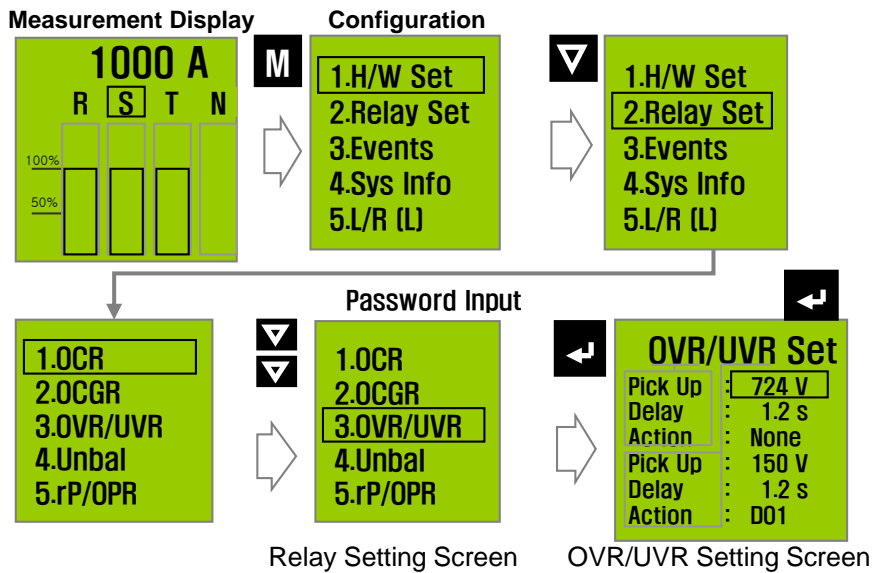 Measurement Display
Configuration
1000 A
R S T N
100%
50%
M
1.H/W Set
2.Relay Set
3.Events
4.Sys Info
5.L/R (L)
1.H/W Set
2.Relay Set
3.Events
4.Sys Info
5.L/R (L)
Password Input
1.OCR
2.OCGR
3.OVR/UVR
4.Unbal
5.rP/OPR
1.OCR
2.OCGR
3.OVR/UVR
4.Unbal
5.rP/OPR
OVR/UVR Set
Pick Up : 724 V
Delay : 1.2 s
Action : None
Pick Up : 150 V
Delay : 1.2 s
Action : DO1
Relay Setting Screen
OVR/UVR Setting Screen